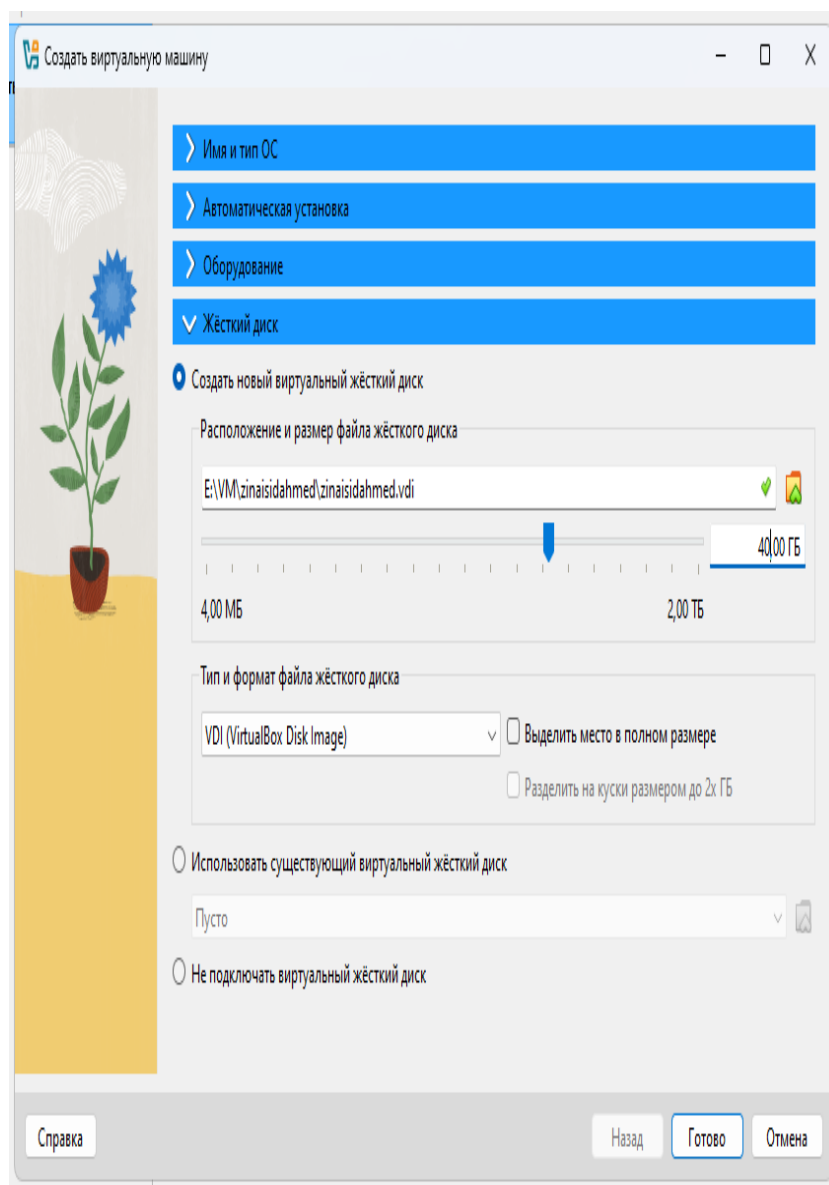 Создать виртуальную машину
Имя и тип ОС
Автоматическая установка
Оборудование
Жёсткий диск
Создать новый виртуальный жёсткий диск
Расположение и размер файла жёсткого диска
E:\VM\zinaisidahmed\zinaisidahmed.vdi
40,00 ГБ
4,00 МБ 2,00 ТБ
Тип и формат файла жёсткого диска
VDI (VirtualBox Disk Image) Выделить место в полном размере
Разделить на куски размером до 2х ГБ
Использовать существующий виртуальный жёсткий диск
Пусто
Не подключать виртуальный жёсткий диск
Справка Назад Готово Отмена